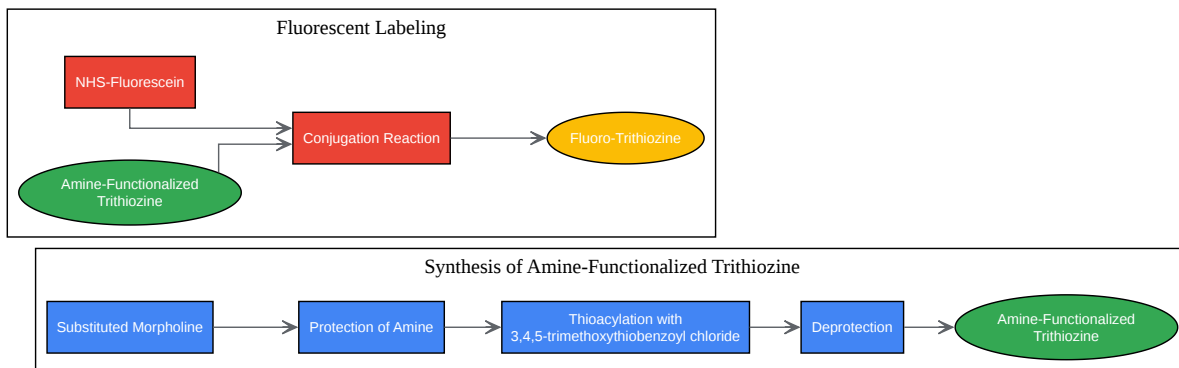 Fluorescent Labeling
NHS-Fluorescein
Conjugation Reaction
Fluoro-Trithiozine
Amine-Functionalized
Trithiozine
Synthesis of Amine-Functionalized Trithiozine
Substituted Morpholine
Protection of Amine
Thioacylation with
3,4,5-trimethoxythiobenzoyl chloride
Deprotection
Amine-Functionalized
Trithiozine